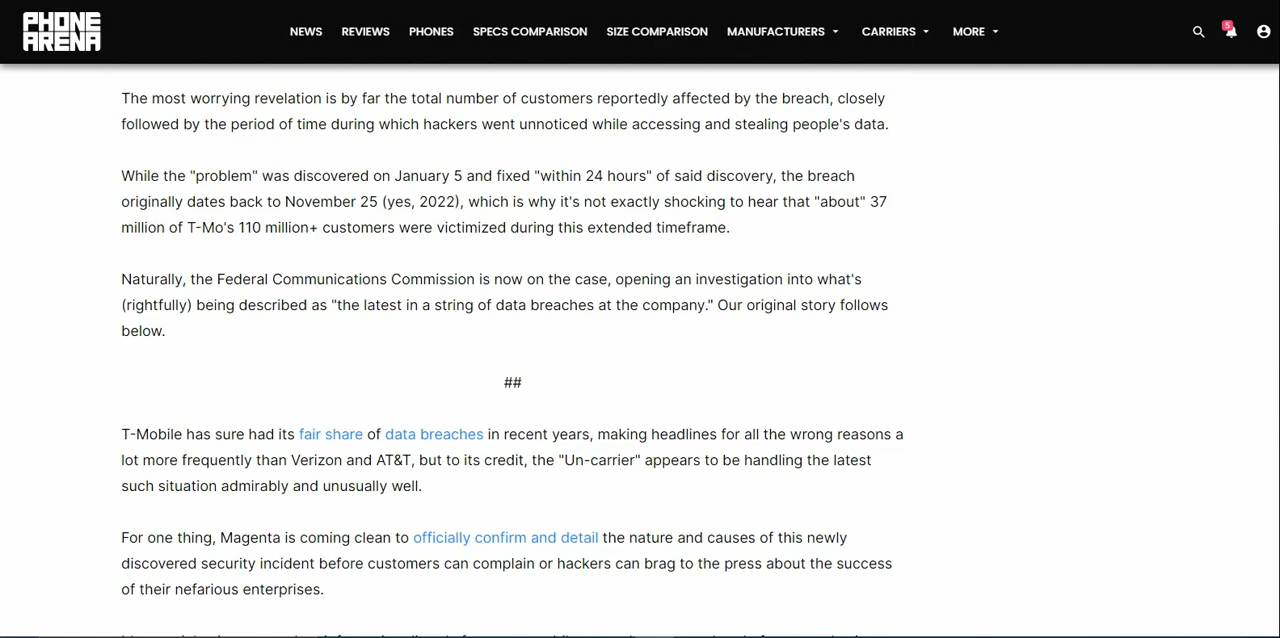 PHONE
ARENA
NEWS REVIEWS PHONES SPECS COMPARISON SIZE COMPARISON MANUFACTURERS CARRIERS MORE 5
The most worrying revelation is by far the total number of customers reportedly affected by the breach, closely
followed by the period of time during which hackers went unnoticed while accessing and stealing people's data.
While the "problem" was discovered on January 5 and fixed "within 24 hours" of said discovery, the breach
originally dates back to November 25 (yes, 2022), which is why it's not exactly shocking to hear that "about" 37
million of T-Mo's 110 million+ customers were victimized during this extended timeframe.
Naturally, the Federal Communications Commission is now on the case, opening an investigation into what's
(rightfully) being described as "the latest in a string of data breaches at the company." Our original story follows
below.
##
T-Mobile has sure had its fair share of data breaches in recent years, making headlines for all the wrong reasons a
lot more frequently than Verizon and AT&T, but to its credit, the "Un-carrier" appears to be handling the latest
such situation admirably and unusually well.
For one thing, Magenta is coming clean to officially confirm and detail the nature and causes of this newly
discovered security incident before customers can complain or hackers can brag to the press about the success
of their nefarious enterprises.